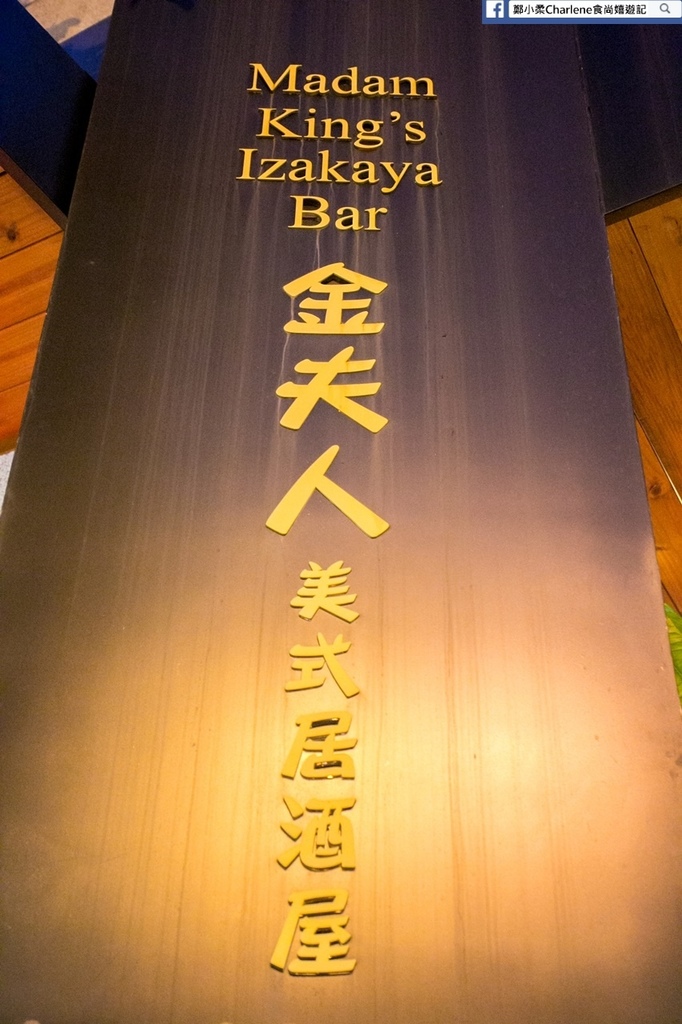 鄭小柔Charlene食尚嬉遊記
Madam
King's
Izakaya
Bar
金夫人
美式居酒屋